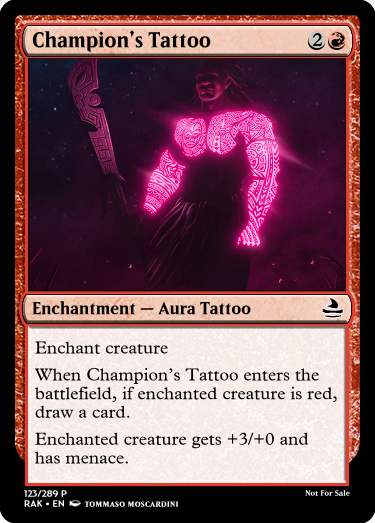 Champion's Tattoo 2
Enchantment — Aura Tattoo
Enchant creature
When Champion's Tattoo enters the
battlefield, if enchanted creature is red,
draw a card.
Enchanted creature gets +3/+0 and
has menace.
123/289 P Not For Sale
RAK • EN TOMMASO MOSCARDINI